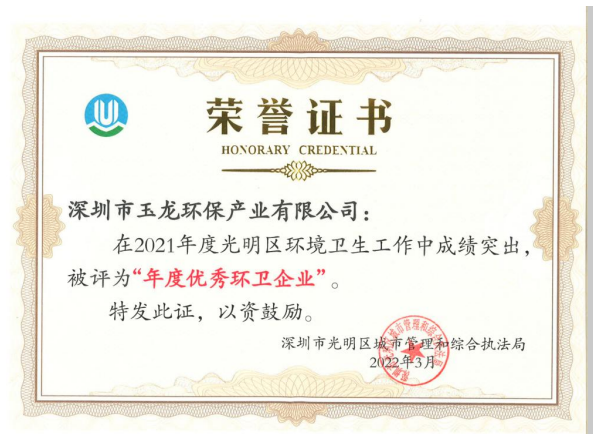 荣誉证书
HONORARY CREDENTIAL
深圳市玉龙环保产业有限公司：
在2021年度光明区环境卫生工作中成绩突出，
被评为“年度优秀环卫企业”。
特发此证，以资鼓励。
深圳市光明区城市管理和综合执法局
2022年3月